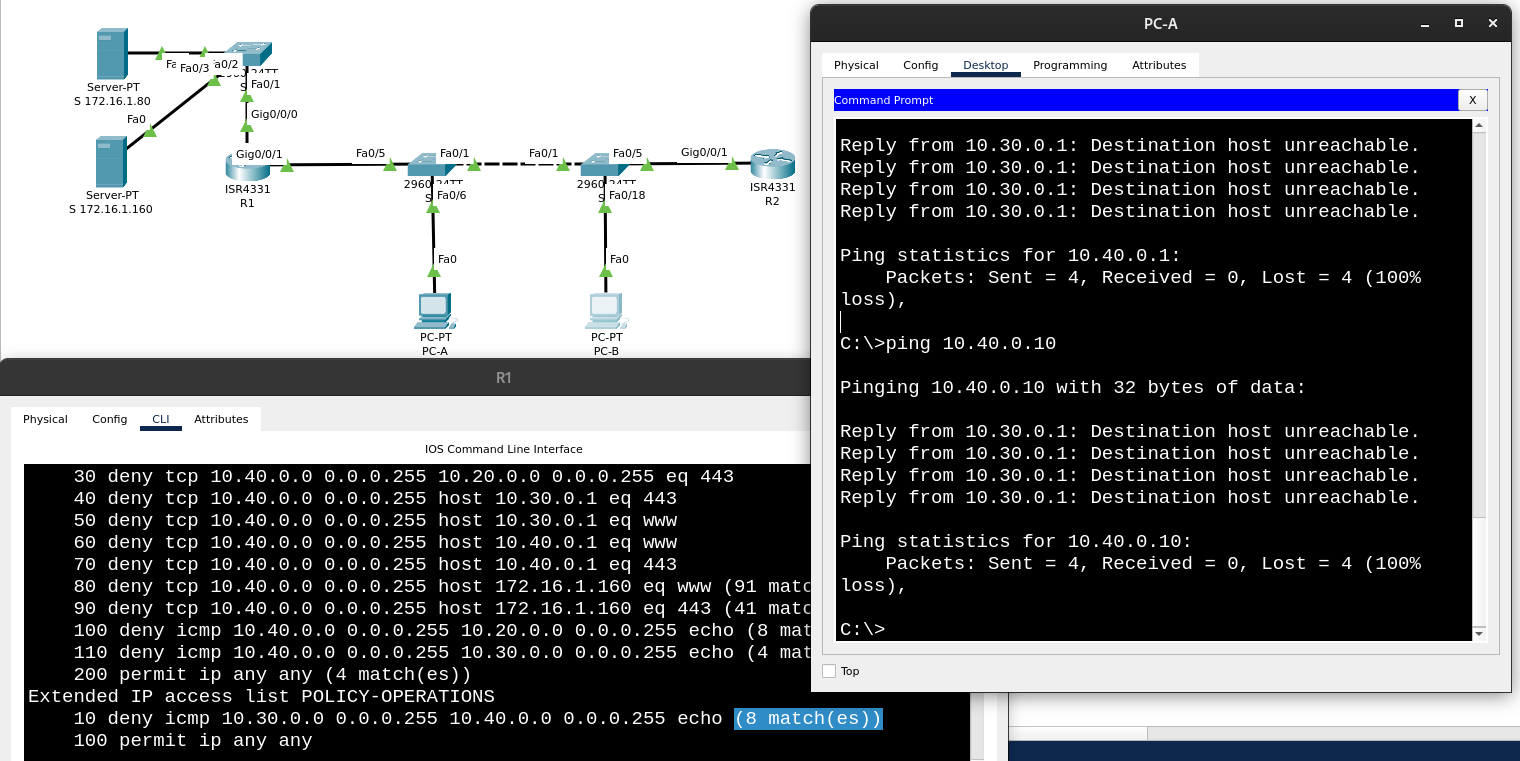 Server-PT
S 172.16.1.80
Fa0/3
Fa0/1
Gig0/0/0
Fa0
Server-PT
S 172.16.1.160
Gig0/0/1
ISR4331
R1
Fa0/5
Fa0/1
Fa0/6
Fa0
PC-PT
PC-A
Fa0/1
Fa0/5
Fa0/18
Fa0
PC-PT
PC-B
Gig0/0/1
ISR4331
R2
R1
Physical Config CLI Attributes
IOS Command Line Interface
30 deny tcp 10.40.0.0 0.0.0.255 10.20.0.0 0.0.0.255 eq 443
40 deny tcp 10.40.0.0 0.0.0.255 host 10.30.0.1 eq 443
50 deny tcp 10.40.0.0 0.0.0.255 host 10.30.0.1 eq www
60 deny tcp 10.40.0.0 0.0.0.255 host 10.40.0.1 eq www
70 deny tcp 10.40.0.0 0.0.0.255 host 10.40.0.1 eq 443
80 deny tcp 10.40.0.0 0.0.0.255 host 172.16.1.160 eq www (91 matc
90 deny tcp 10.40.0.0 0.0.0.255 host 172.16.1.160 eq 443 (41 matc
100 deny icmp 10.40.0.0 0.0.0.255 10.20.0.0 0.0.0.255 echo (8 mat
110 deny icmp 10.40.0.0 0.0.0.255 10.30.0.0 0.0.0.255 echo (4 mat
200 permit ip any any (4 match(es))
Extended IP access list POLICY-OPERATIONS
10 deny icmp 10.30.0.0 0.0.0.255 10.40.0.0 0.0.0.255 echo (8 match(es))
100 permit ip any any
PC-A
Physical Config Desktop Programming Attributes
Command Prompt X
Reply from 10.30.0.1: Destination host unreachable.
Reply from 10.30.0.1: Destination host unreachable.
Reply from 10.30.0.1: Destination host unreachable.
Reply from 10.30.0.1: Destination host unreachable.
Ping statistics for 10.40.0.1:
Packets: Sent = 4, Received = 0, Lost = 4 (100%
loss),
C:\>ping 10.40.0.10
Pinging 10.40.0.10 with 32 bytes of data:
Reply from 10.30.0.1: Destination host unreachable.
Reply from 10.30.0.1: Destination host unreachable.
Reply from 10.30.0.1: Destination host unreachable.
Reply from 10.30.0.1: Destination host unreachable.
Ping statistics for 10.40.0.10:
Packets: Sent = 4, Received = 0, Lost = 4 (100%
loss),
C:\>
Top